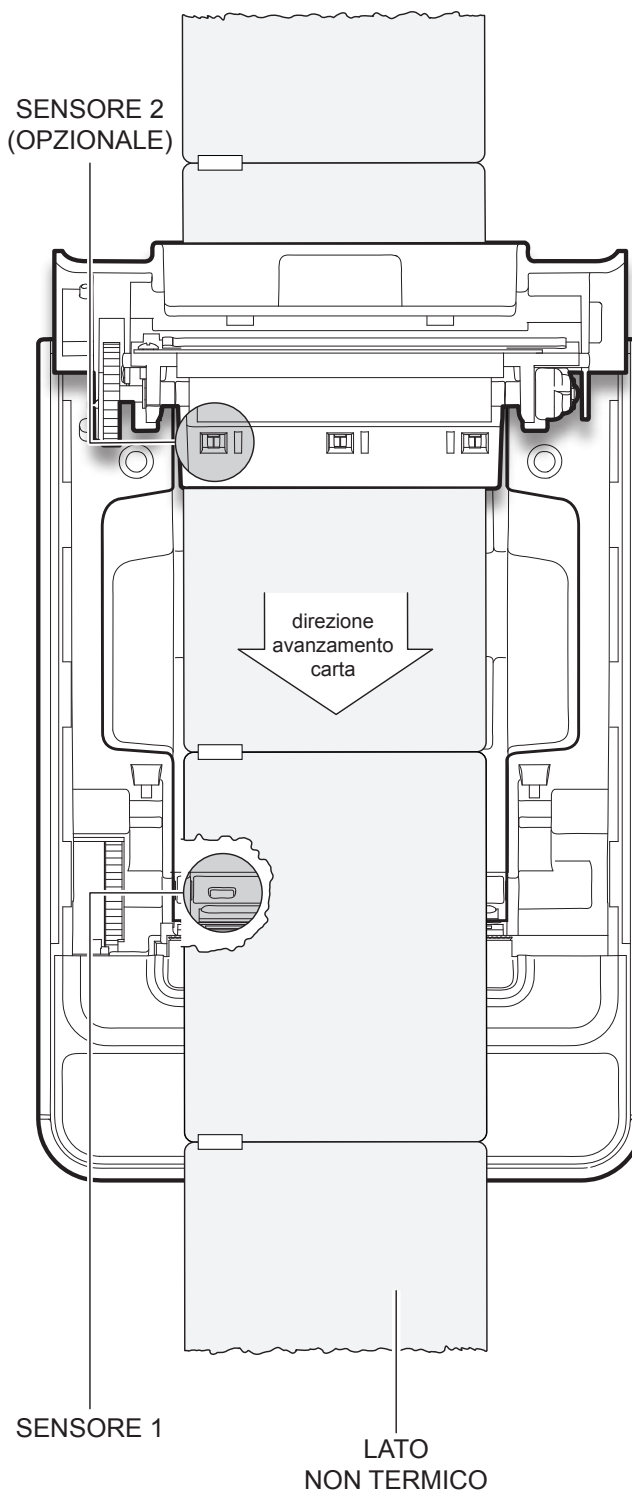 SENSORE 2
(OPZIONALE)
direzione
avanzamento
carta
SENSORE 1
LATO
NON TERMICO